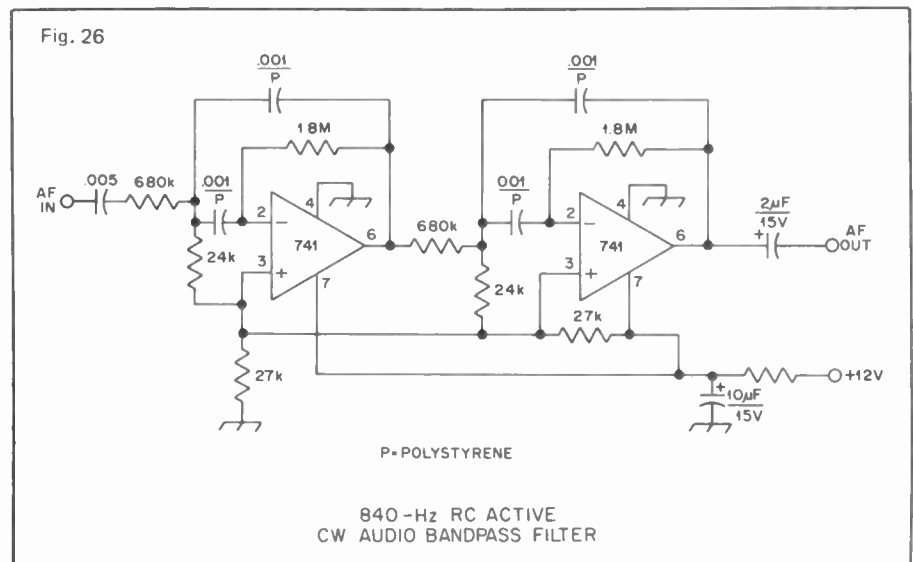 Fig. 26
.001
P
.001
P
1.8M
1.8M
AF
IN
.005
680k
.001
P
2
4
741
6
3
7
24k
680k
001
P
2
4
741
6
3
7
24k
2µF
15V
+
AF
OUT
27k
27k
+
10µF
15V
+12V
P=POLYSTYRENE
840-Hz RC ACTIVE
CW AUDIO BANDPASS FILTER